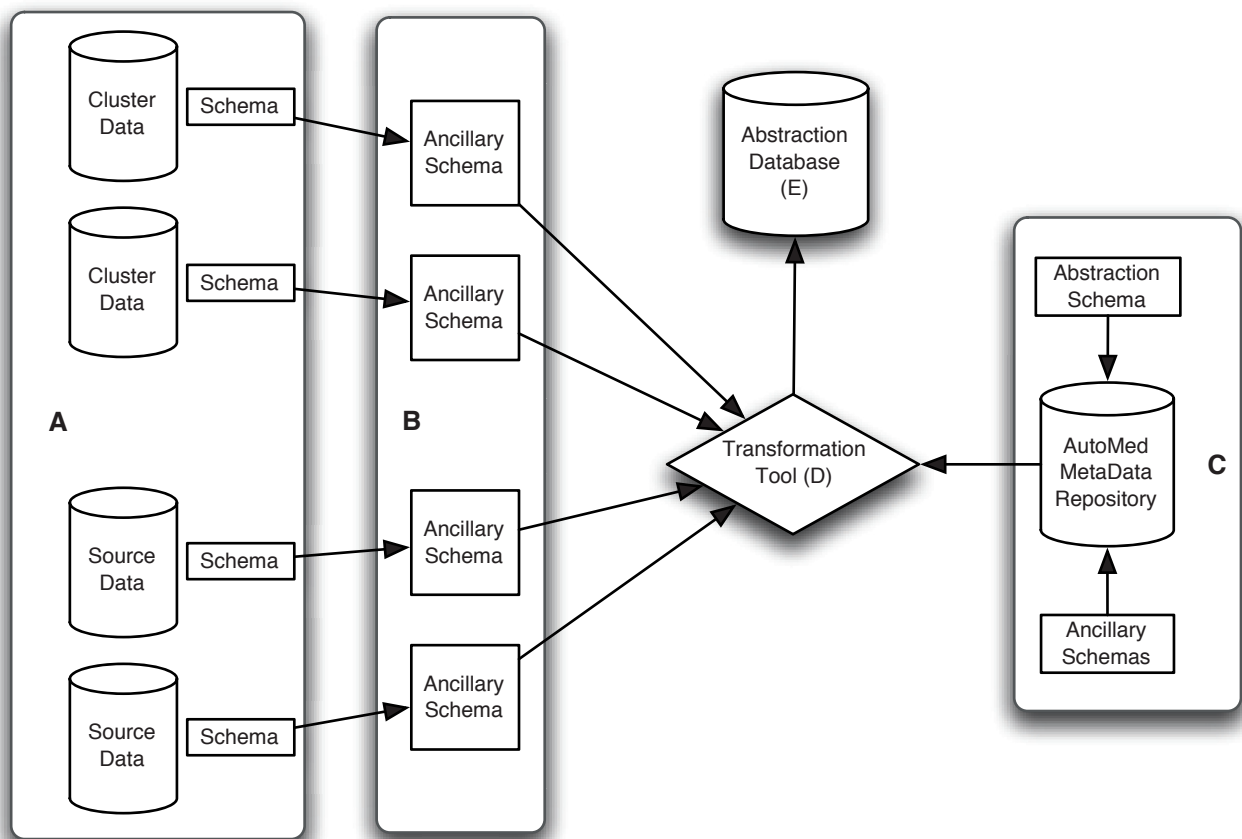 Cluster
Data
Schema
Cluster
Data
Schema
A
Source
Data
Schema
Source
Data
Schema
Ancillary
Schema
Ancillary
Schema
B
Ancillary
Schema
Ancillary
Schema
Abstraction
Database
(E)
Transformation
Tool (D)
Abstraction
Schema
AutoMed
MetaData
Repository
C
Ancillary
Schemas